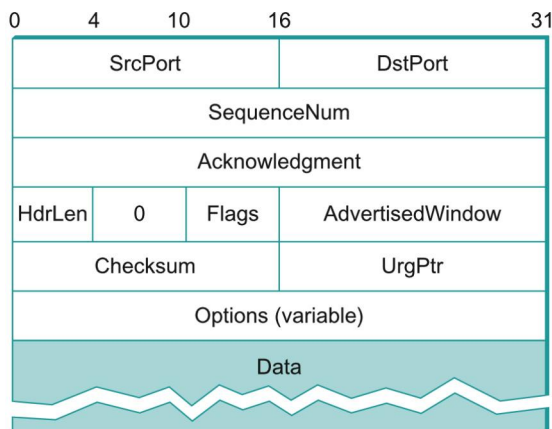 0 4 10 16 31
SrcPort DstPort
SequenceNum
Acknowledgment
HdrLen 0 Flags AdvertisedWindow
Checksum UrgPtr
Options (variable)
Data